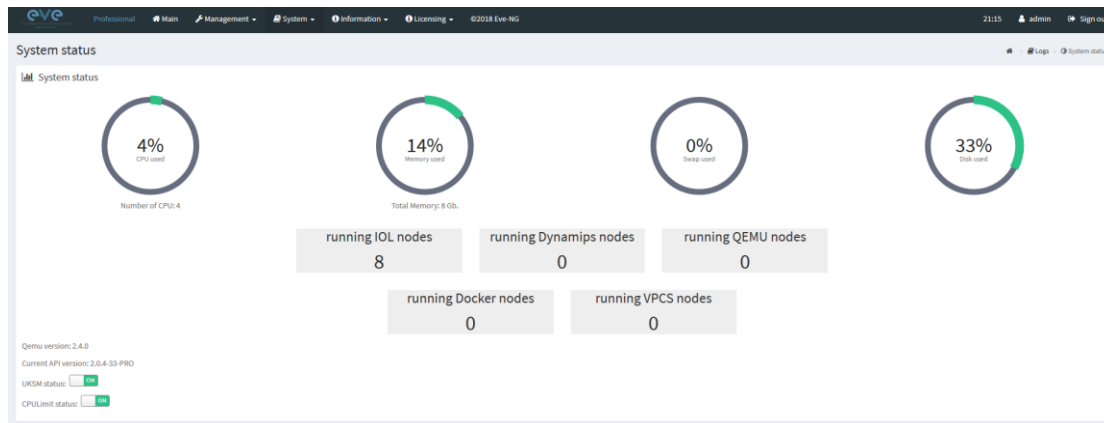 eve Professional Main Management System Information Licensing ©2018 Eve-NG 21:15 admin Sign ou
System status Logs System statu
System status
4% 14% 0% 33%
CPU used Memory used Swap used Disk used
Number of CPU: 4 Total Memory: 8 Gb.
running IOL nodes running Dynamips nodes running QEMU nodes
8 0 0
running Docker nodes running VPCS nodes
0 0
Qemu version: 2.4.0
Current API version: 2.0.4-33-PRO
UKSM status: ON
CPULimit status: ON